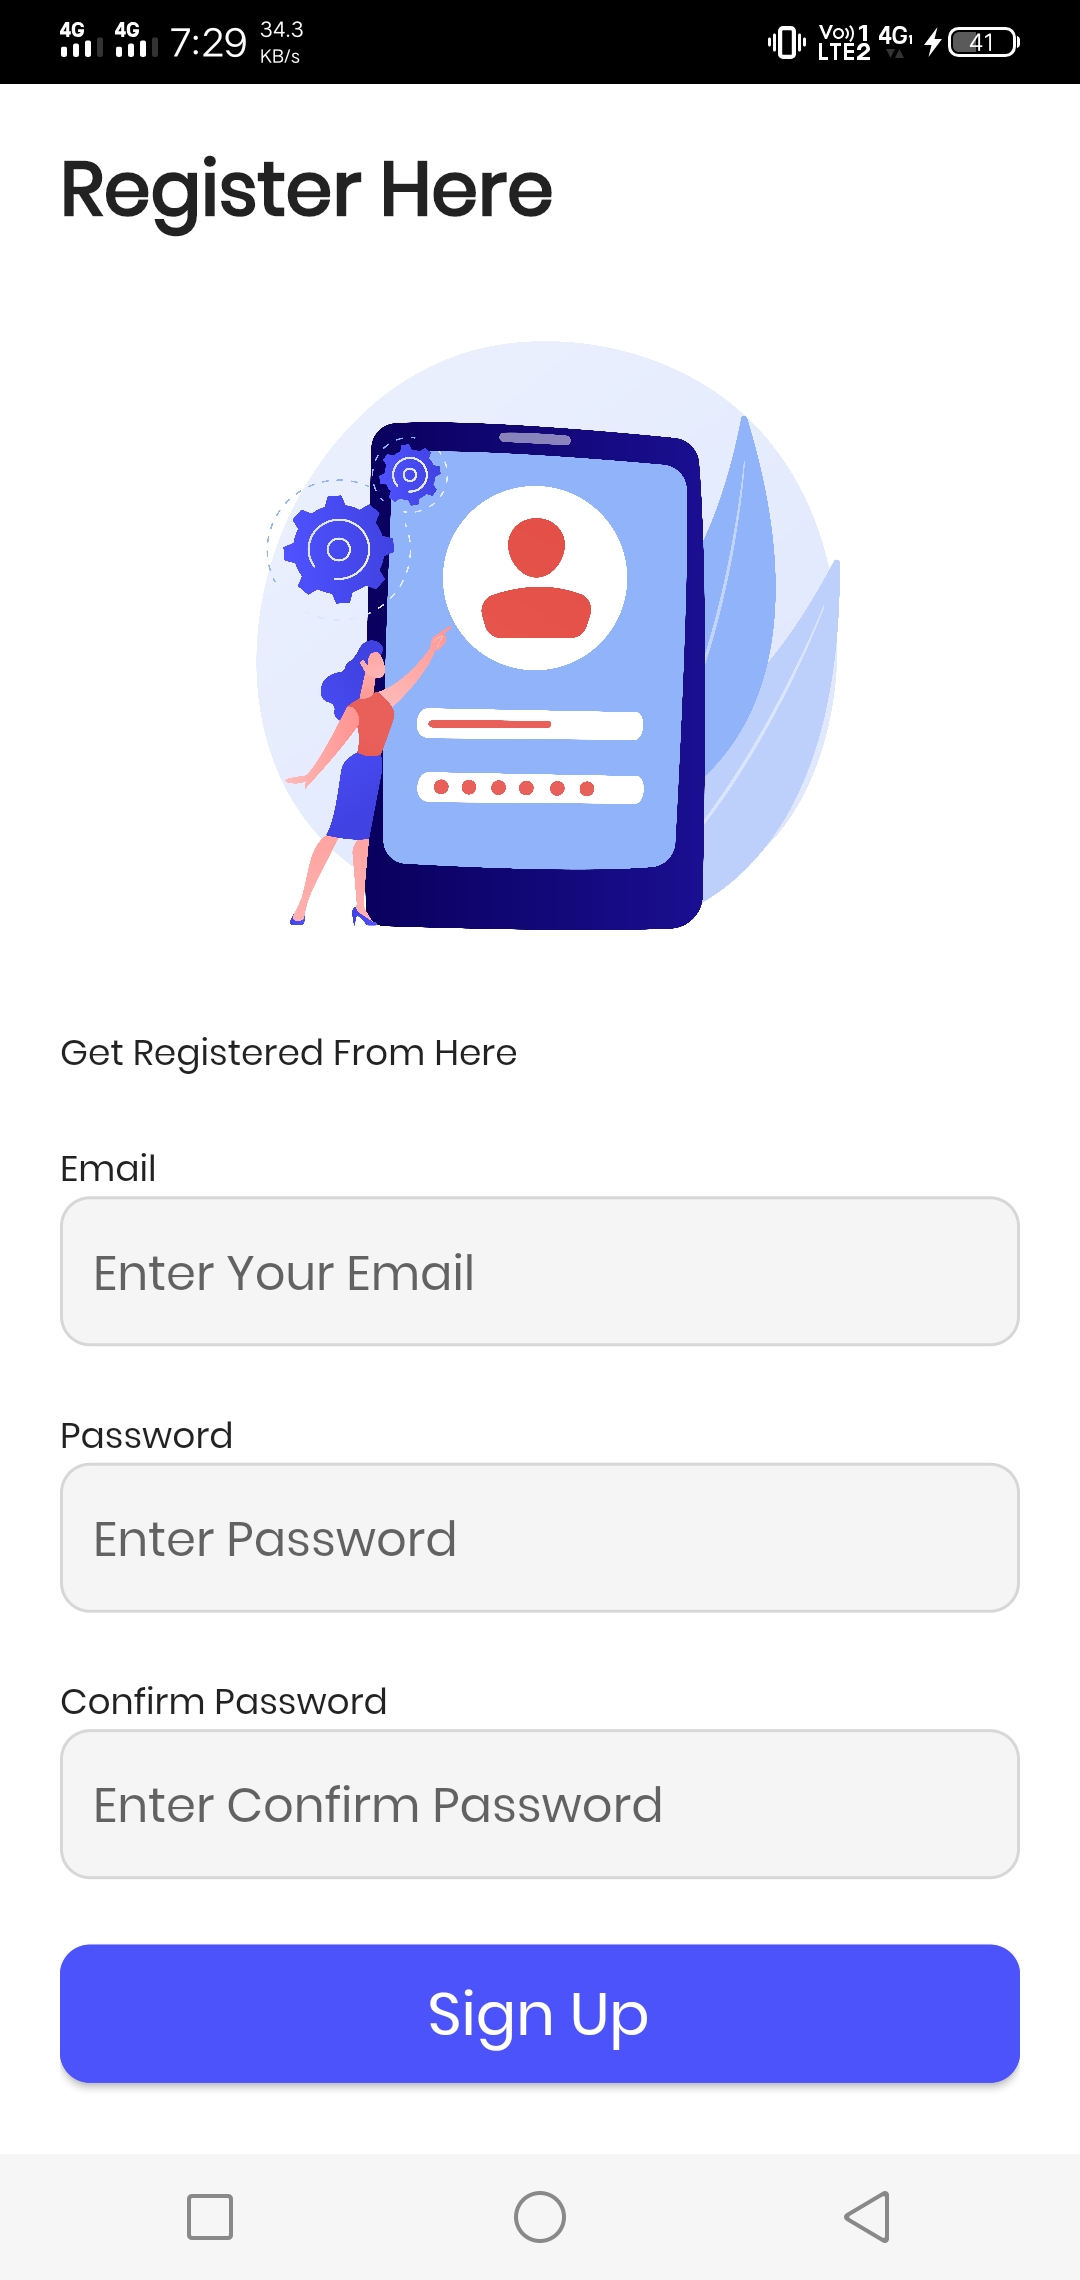 4G 4G 7:29 34.3 KB/s Vo)) 1 LTE2 4G1 41
Register Here
Get Registered From Here
Email
Enter Your Email
Password
Enter Password
Confirm Password
Enter Confirm Password
Sign Up